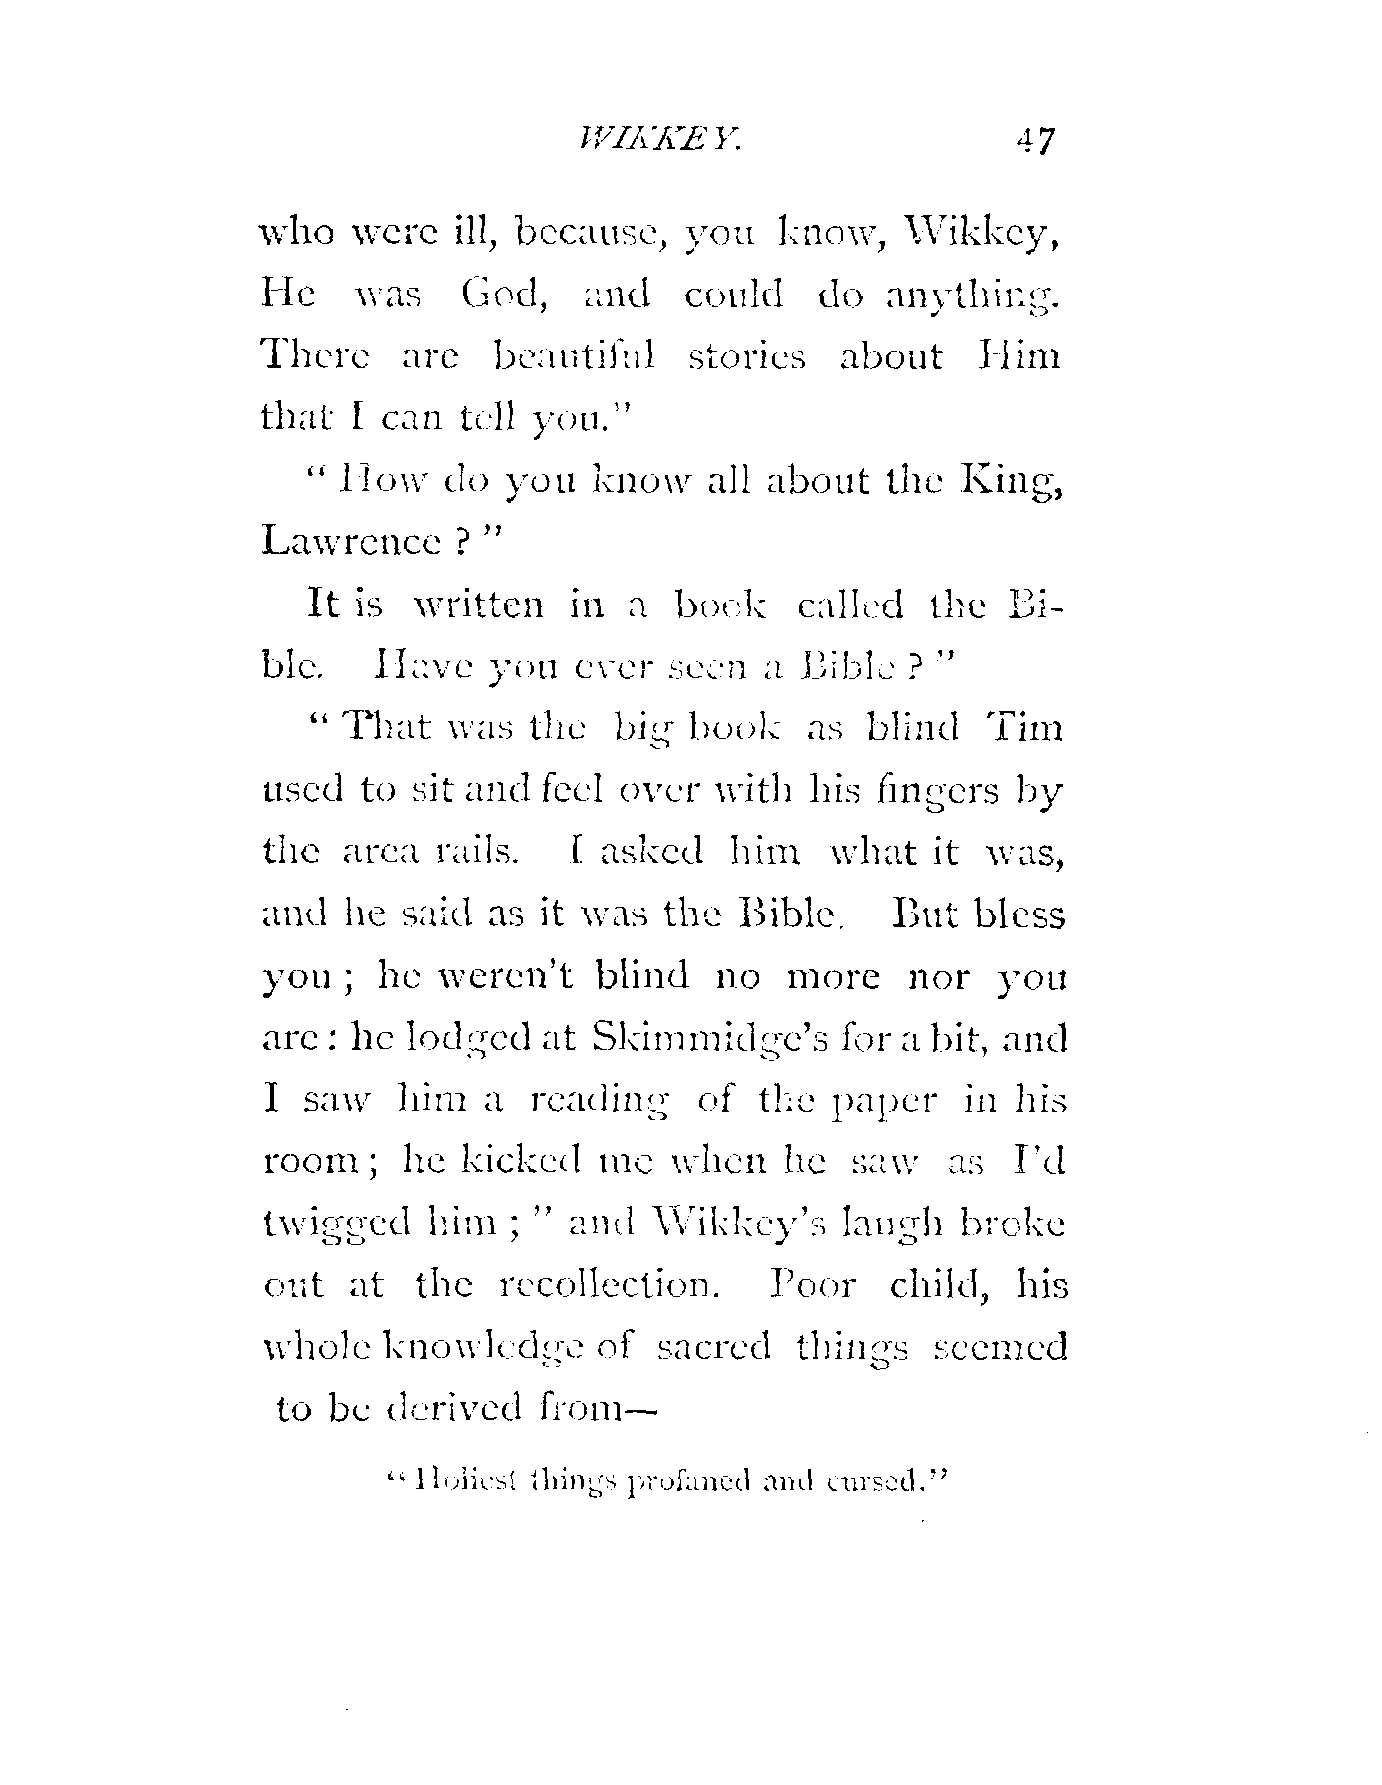 WIKKEY. 47
who were ill, because, you know, Wikkey,
He was God, and could do anything.
There are beautiful stories about Him
that I can tell you.”
“ How do you know all about the King,
Lawrence ? ”
It is written in a book called the Bi-
ble. Have you ever seen a Bible ? ”
“ That was the big book as blind Tim
used to sit and feel over with his fingers by
the area rails. I asked him what it was,
and he said as it was the Bible. But bless
you ; he weren’t blind no more nor you
are : he lodged at Skimmidge’s for a bit, and
I saw him a reading of the paper in his
room ; he kicked me when he saw as I’d
twigged him ; ” and Wikkey’s laugh broke
out at the recollection. Poor child, his
whole knowledge of sacred things seemed
to be derived from—
“ Holiest things profaned and cursed.”